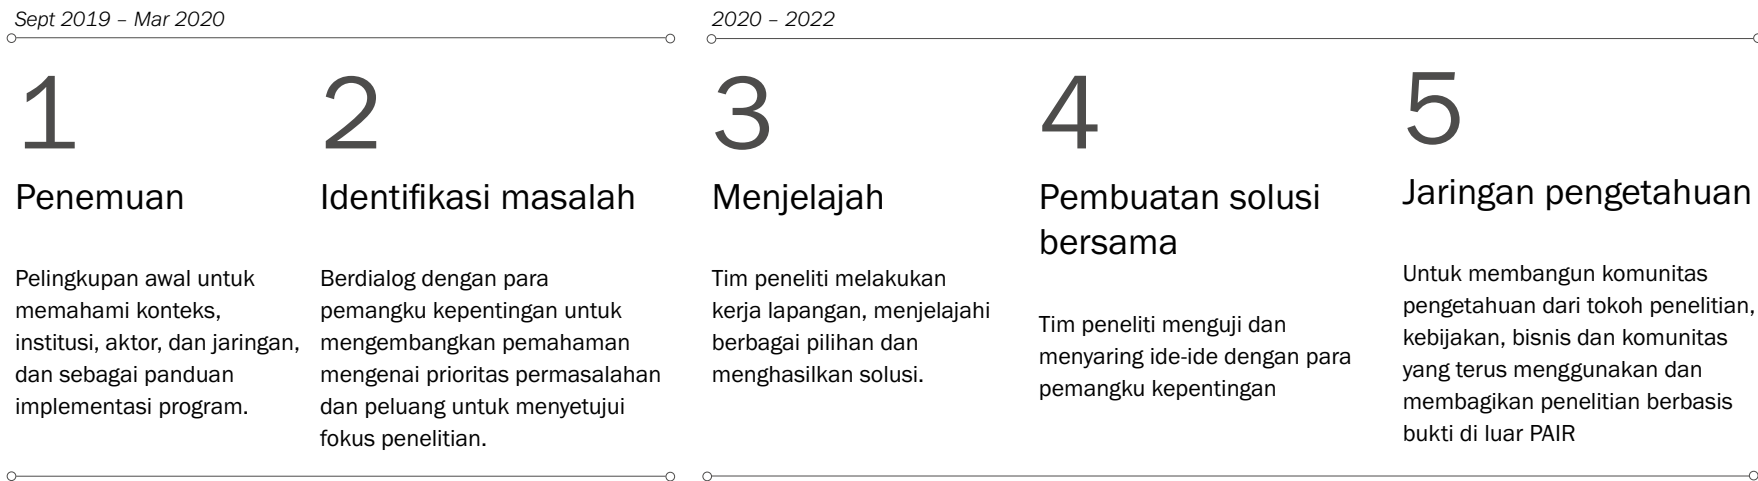 Sept 2019 – Mar 2020
1
Penemuan
Pelingkupan awal untuk
memahami konteks,
institusi, aktor, dan jaringan,
dan sebagai panduan
implementasi program.
2
Identifikasi masalah
Berdialog dengan para
pemangku kepentingan untuk
mengembangkan pemahaman
mengenai prioritas permasalahan
dan peluang untuk menyetujui
fokus penelitian.
2020 – 2022
3
Menjelajah
Tim peneliti melakukan
kerja lapangan, menjelajahi
berbagai pilihan dan
menghasilkan solusi.
4
Pembuatan solusi
bersama
Tim peneliti menguji dan
menyaring ide-ide dengan para
pemangku kepentingan
5
Jaringan pengetahuan
Untuk membangun komunitas
pengetahuan dari tokoh penelitian,
kebijakan, bisnis dan komunitas
yang terus menggunakan dan
membagikan penelitian berbasis
bukti di luar PAIR